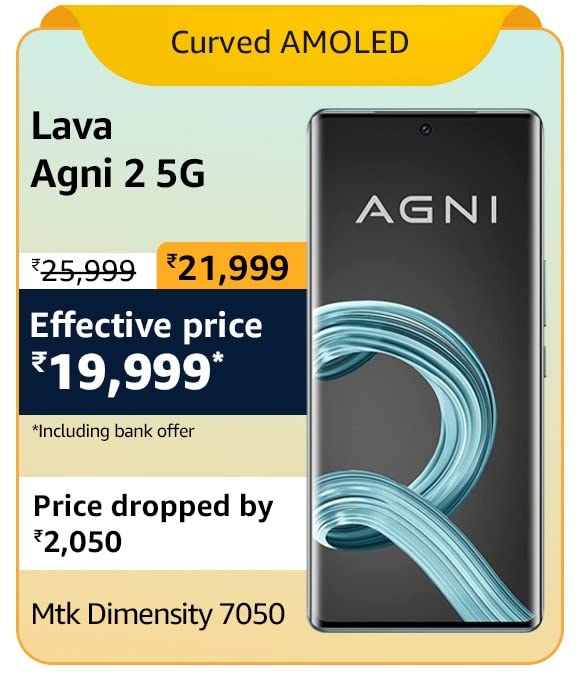 Curved AMOLED
Lava
Agni 2 5G
₹25,999 ₹21,999
Effective price
₹19,999*
*Including bank offer
Price dropped by
₹2,050
Mtk Dimensity 7050
AGNI